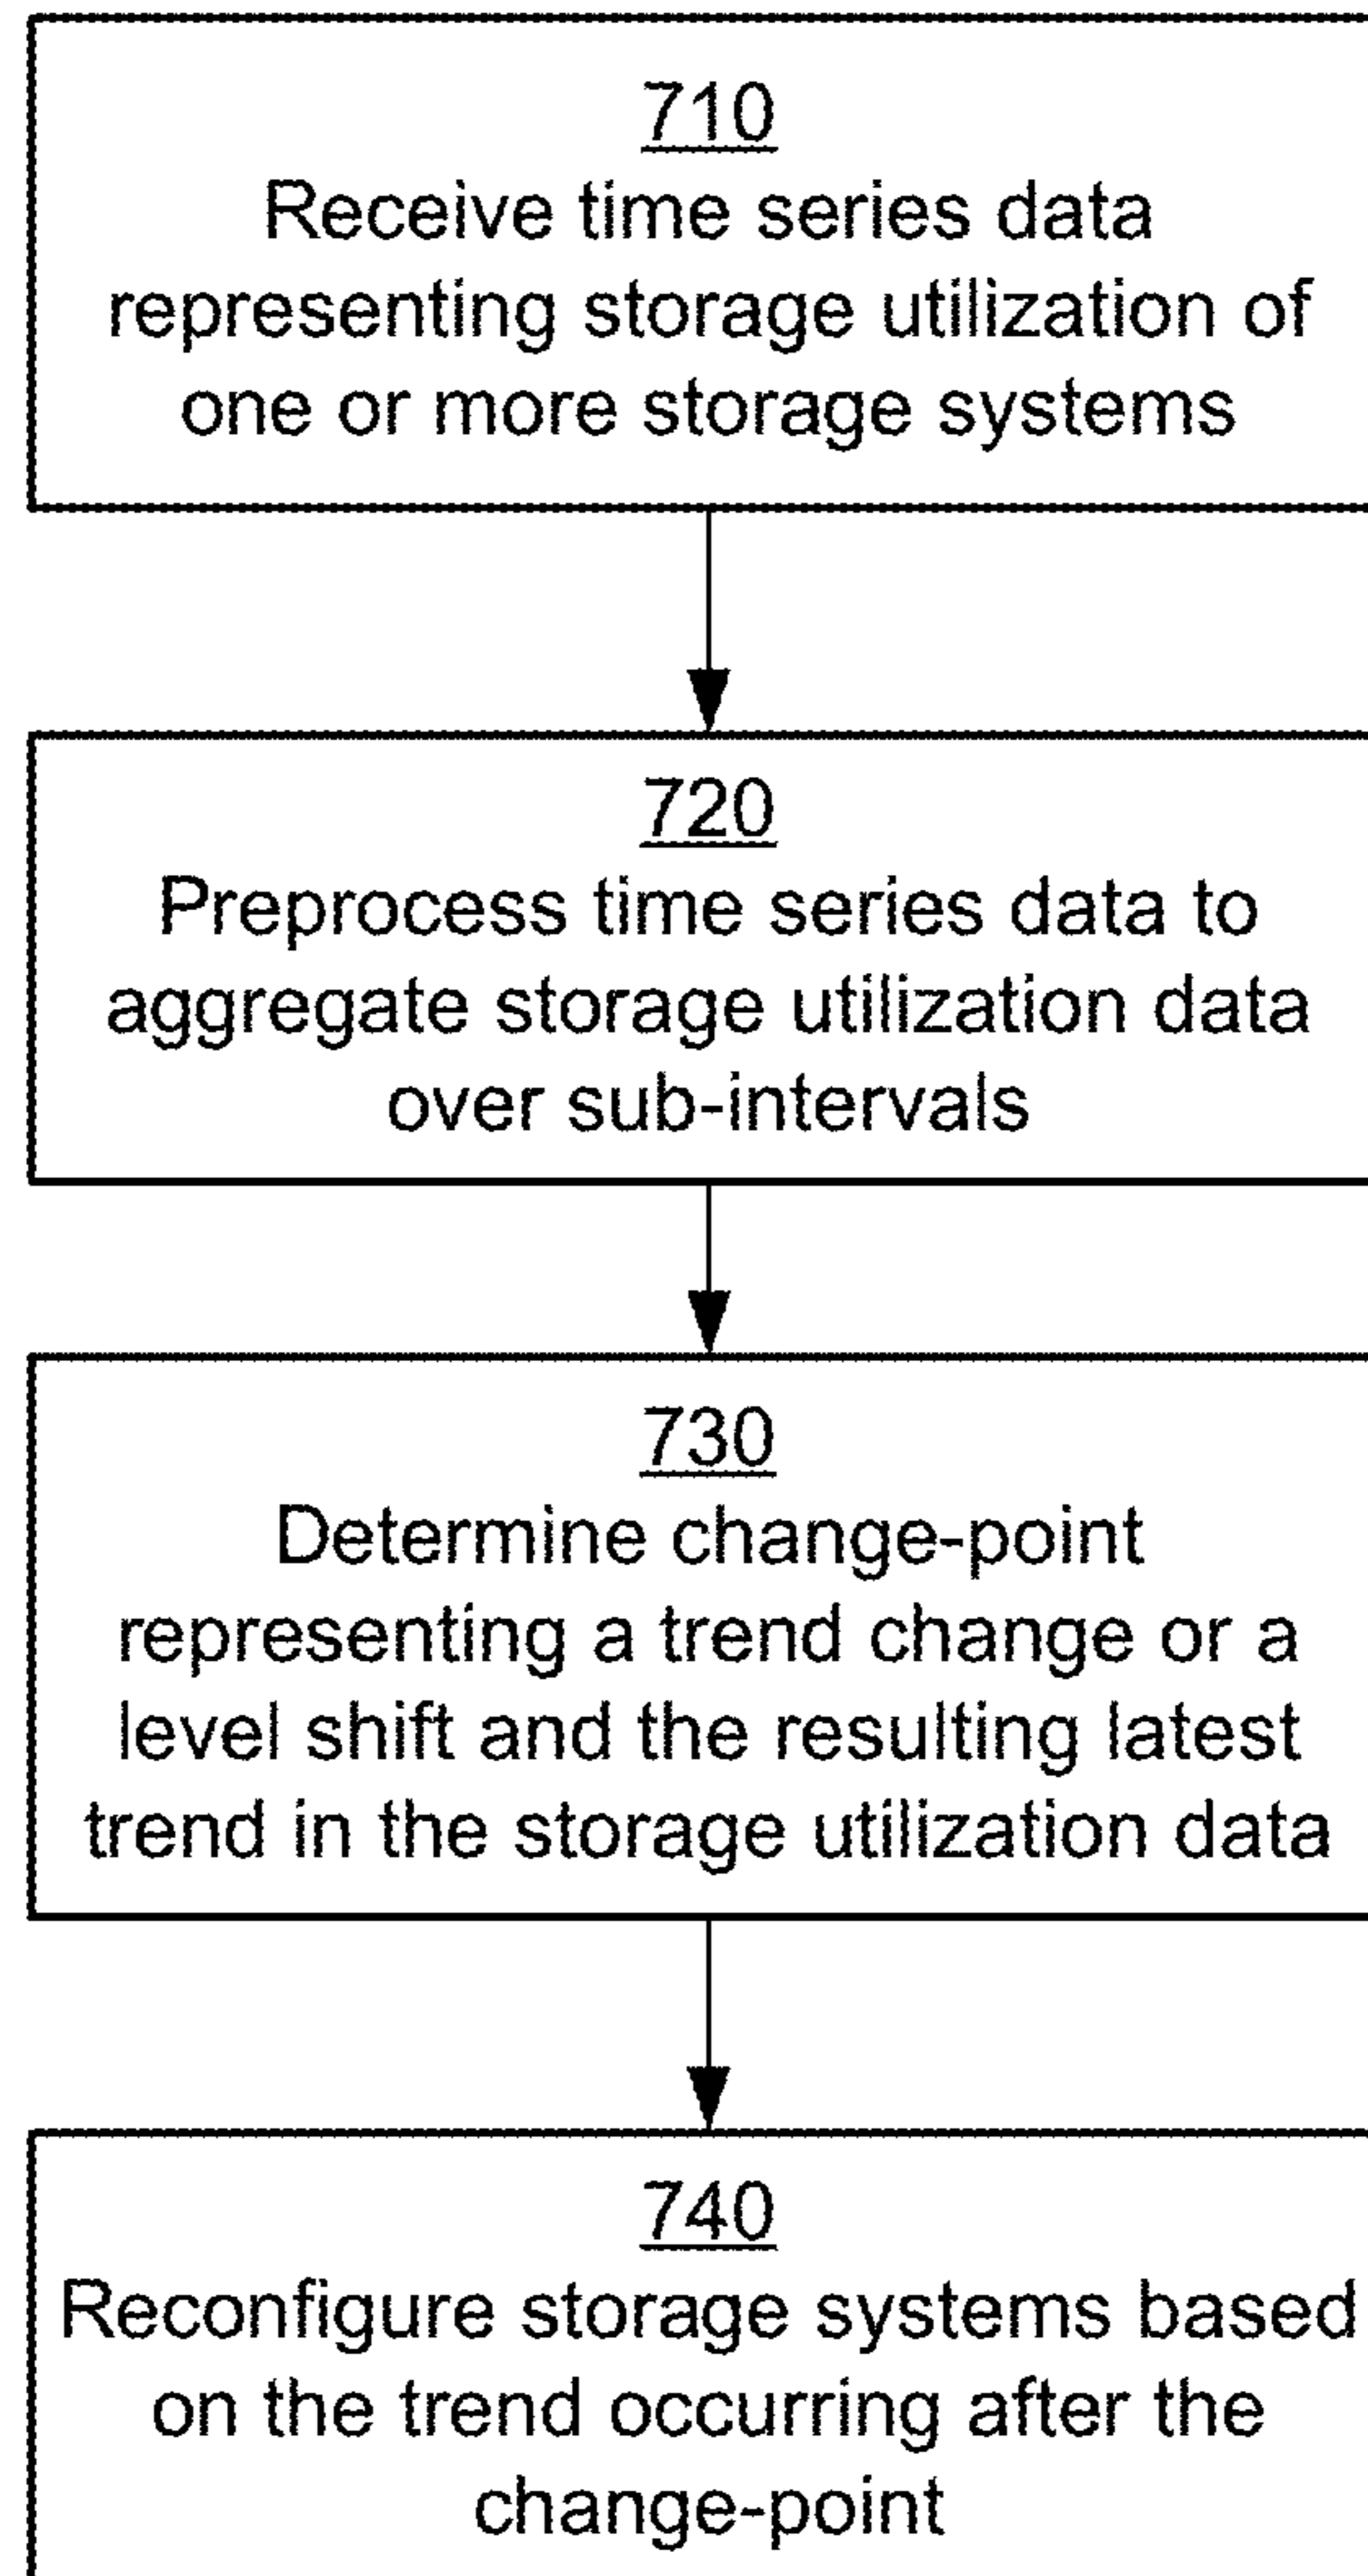 710
Receive time series data
representing storage utilization of
one or more storage systems
720
Preprocess time series data to
aggregate storage utilization data
over sub-intervals
730
Determine change-point
representing a trend change or a
level shift and the resulting latest
trend in the storage utilization data
740
Reconfigure storage systems based
on the trend occurring after the
change-point